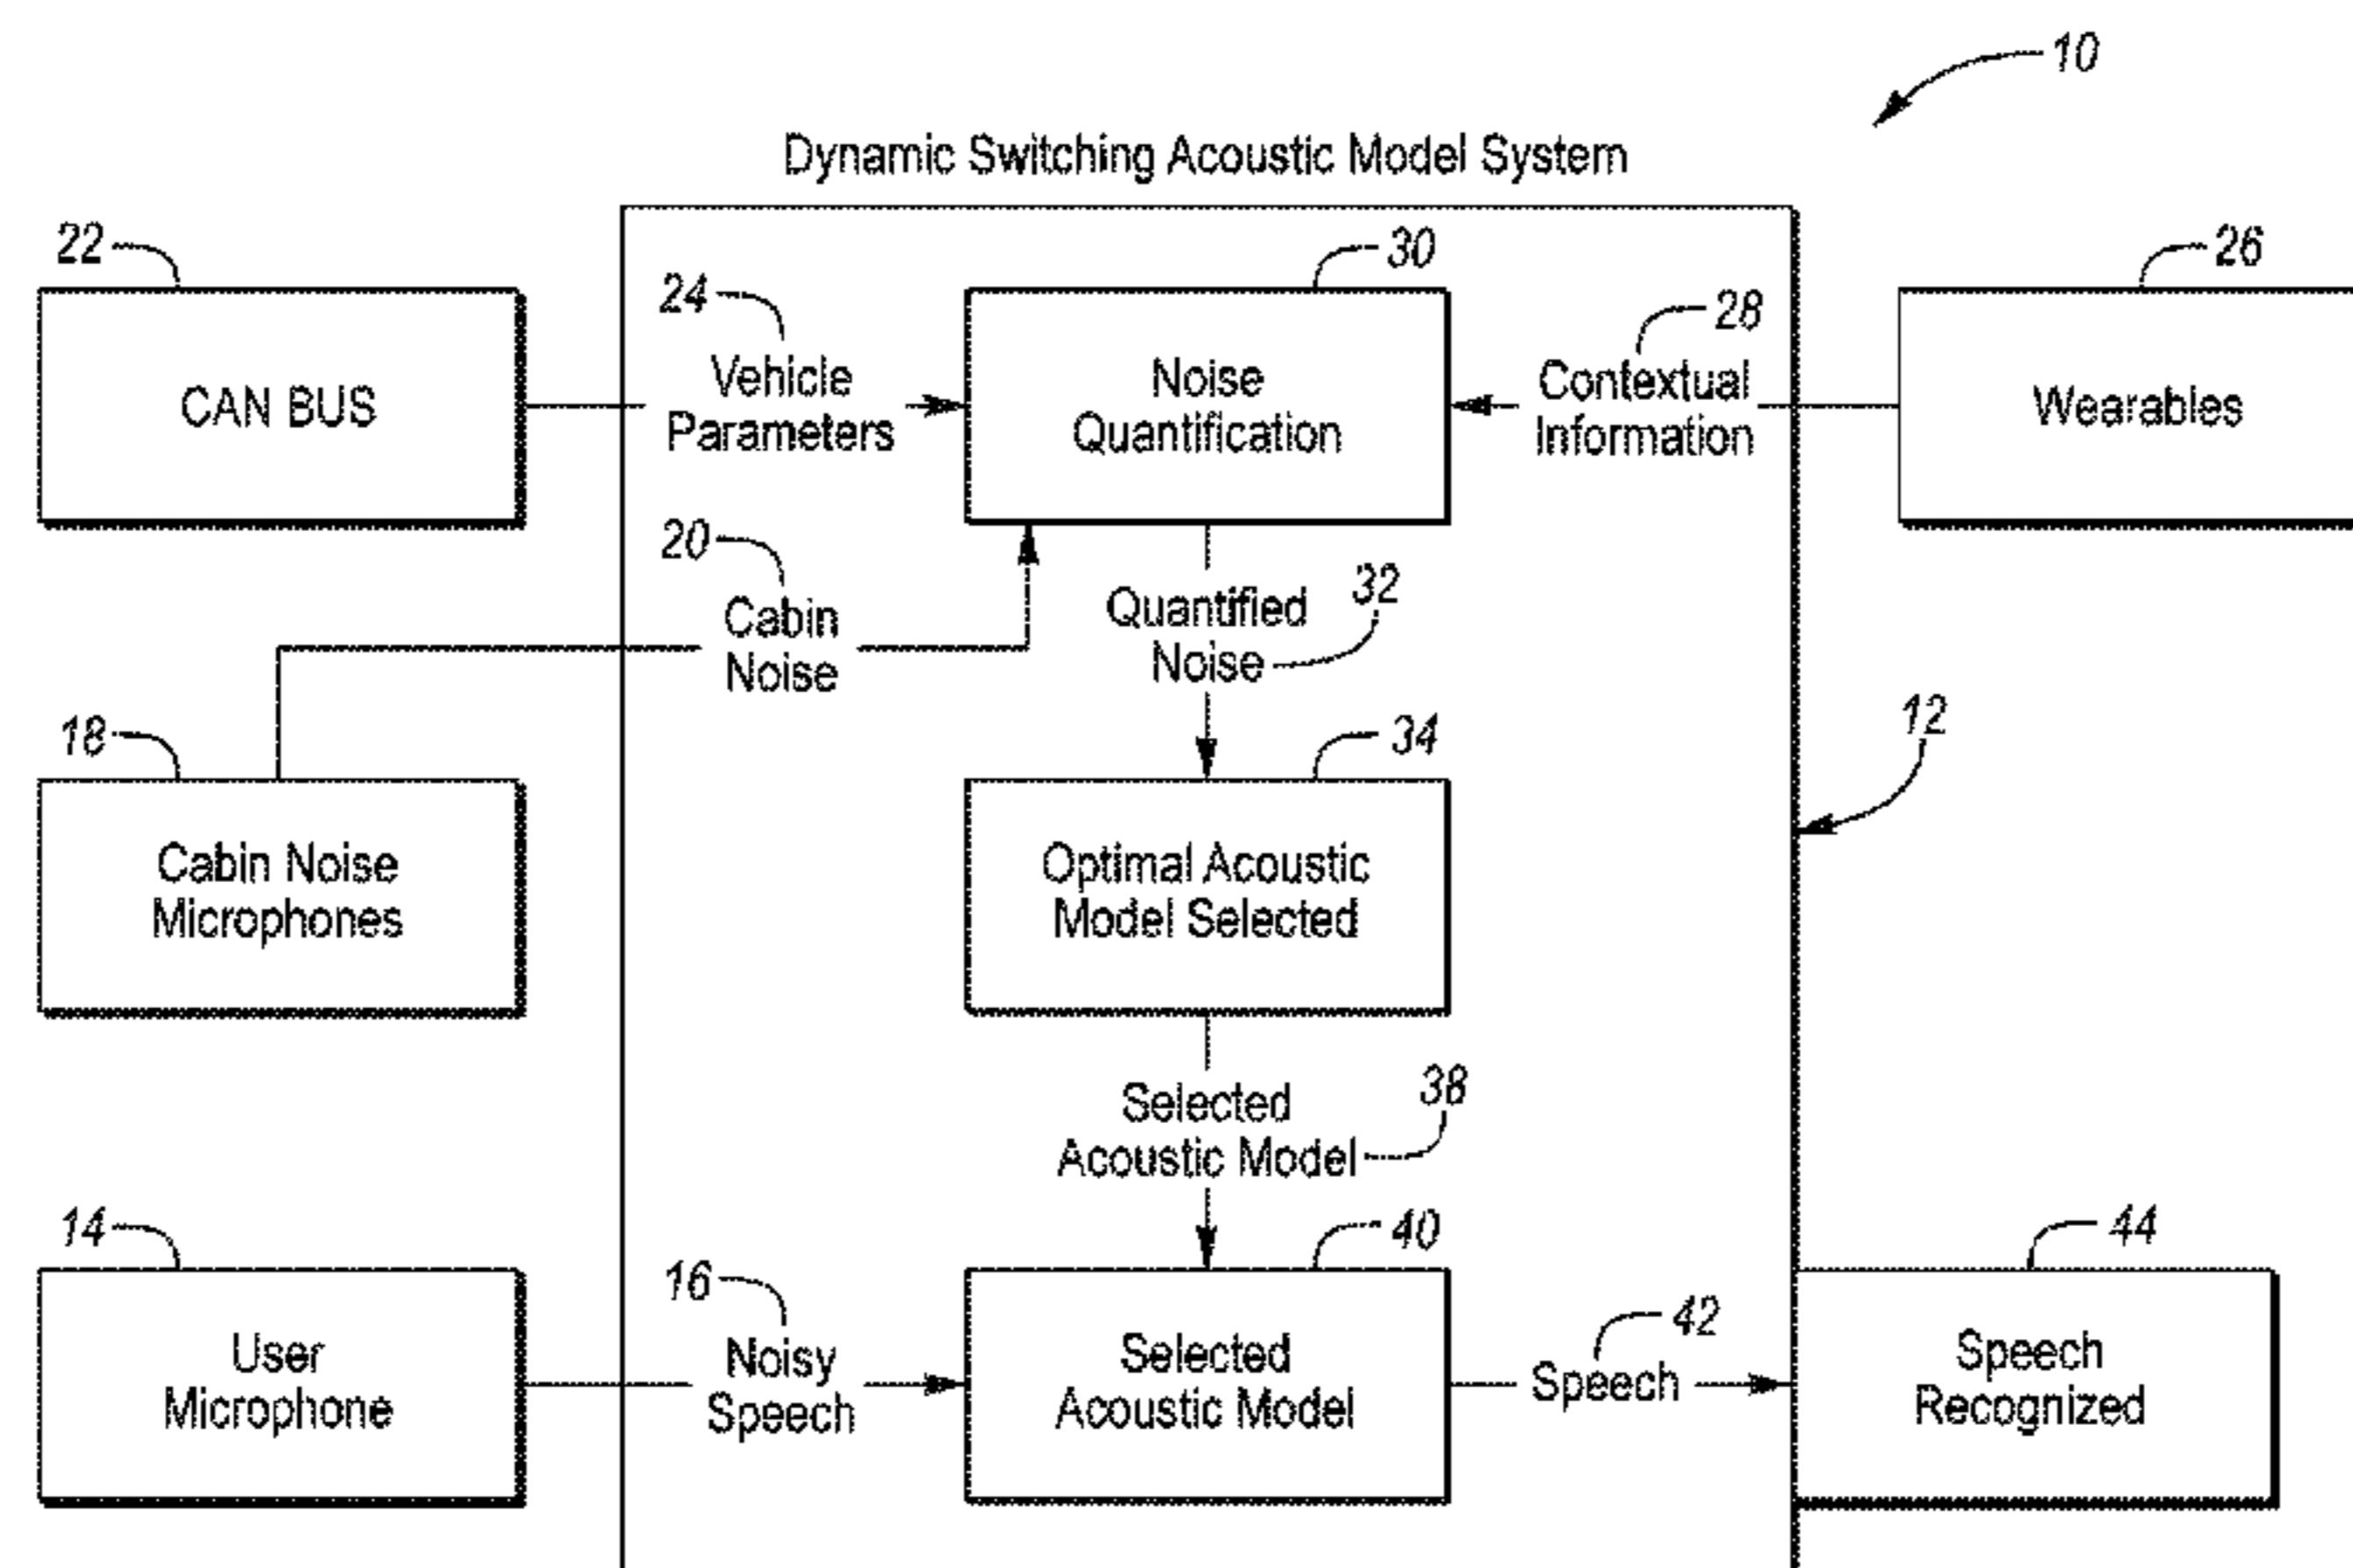 10
Dynamic Switching Acoustic Model System
22
CAN BUS
24
Vehicle
Parameters
30
Noise
Quantification
28
Contextual
Information
26
Wearables
20
Cabin
Noise
32
Quantified
Noise
18
Cabin Noise
Microphones
34
Optimal Acoustic
Model Selected
12
38
Selected
Acoustic Model
14
User
Microphone
16
Noisy
Speech
40
Selected
Acoustic Model
42
Speech
44
Speech
Recognized